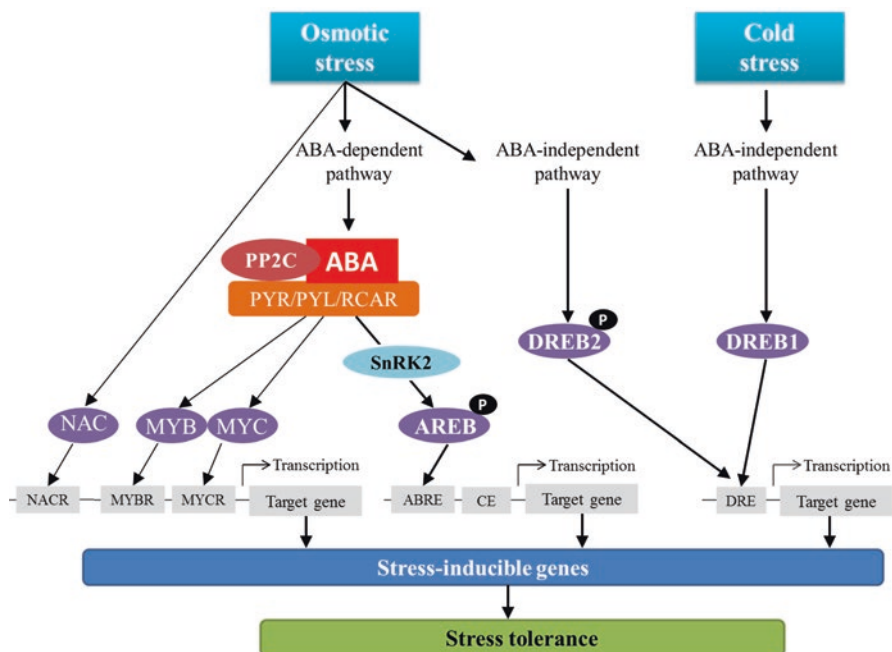 Osmotic
stress
Cold
stress
ABA-dependent
pathway
ABA-independent
pathway
ABA-independent
pathway
PP2C
ABA
PYR/PYL/RCAR
P
DREB2
DREB1
SnRK2
P
NAC
MYB
MYC
AREB
Transcription
Transcription
Transcription
NACR
MYBR
MYCR
Target gene
ABRE
CE
Target gene
DRE
Target gene
Stress-inducible genes
Stress tolerance